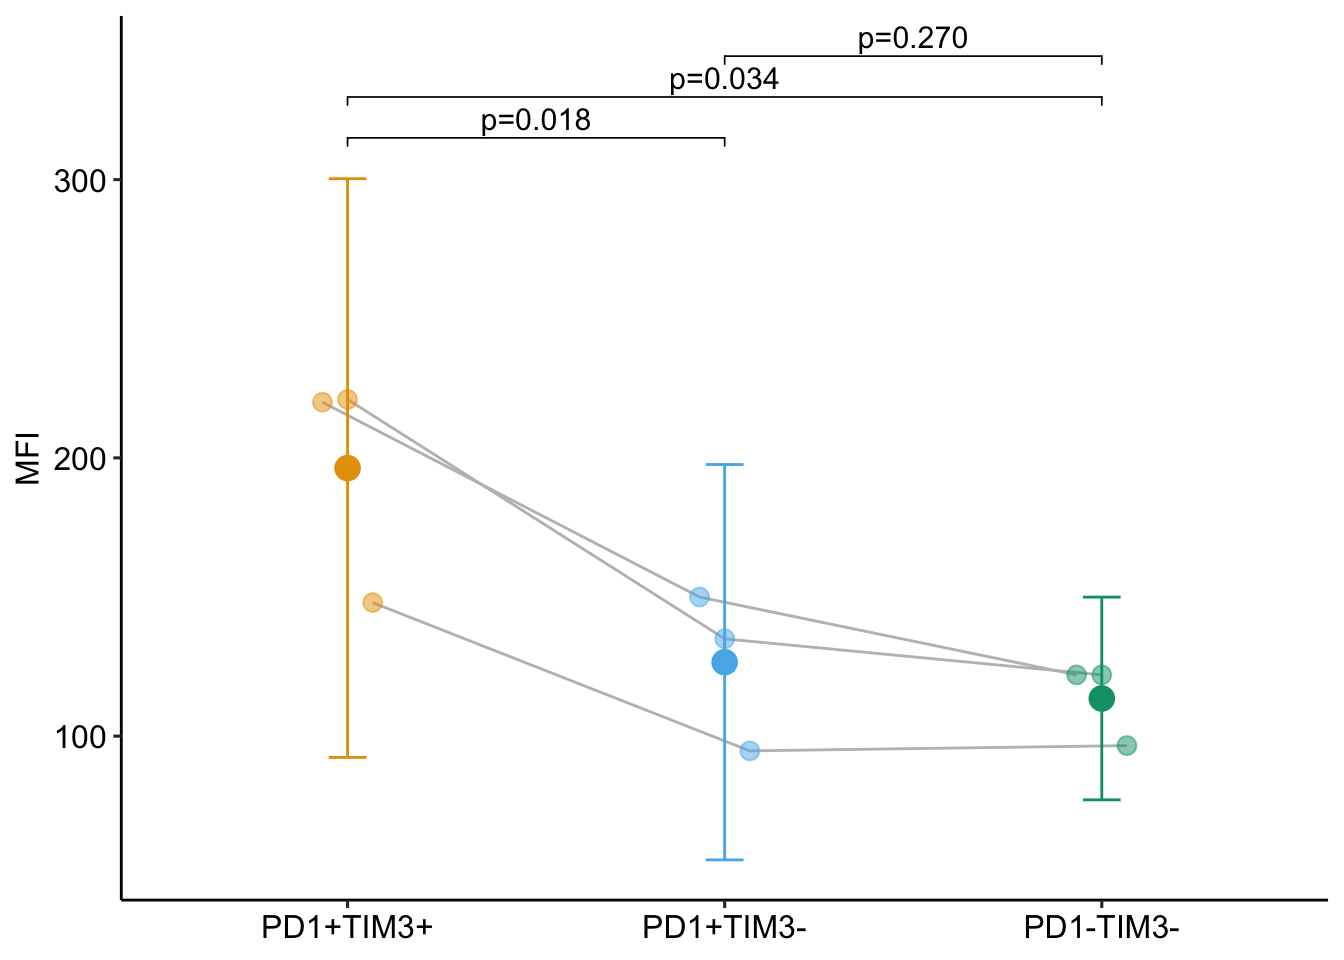 p=0.270
p=0.034
p=0.018
300
200
100
MFI
PD1+TIM3+
PD1+TIM3-
PD1-TIM3-